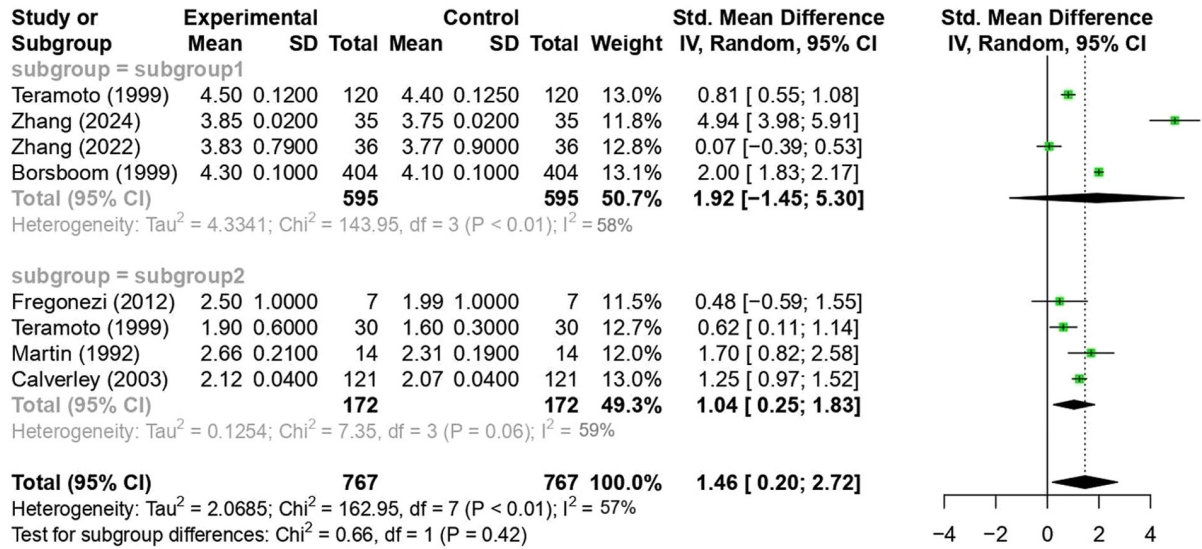 Study or Experimental Control Std. Mean Difference Std. Mean Difference
Subgroup Mean SD Total Mean SD Total Weight IV, Random, 95% CI IV, Random, 95% CI
subgroup = subgroup1
Teramoto (1999) 4.50 0.1200 120 4.40 0.1250 120 13.0% 0.81 [ 0.55; 1.08]
Zhang (2024) 3.85 0.0200 35 3.75 0.0200 35 11.8% 4.94 [ 3.98; 5.91]
Zhang (2022) 3.83 0.7900 36 3.77 0.9000 36 12.8% 0.07 [−0.39; 0.53]
Borsboom (1999) 4.30 0.1000 404 4.10 0.1000 404 13.1% 2.00 [ 1.83; 2.17]
Total (95% CI) 595 595 50.7% 1.92 [−1.45; 5.30]
Heterogeneity: Tau² = 4.3341; Chi² = 143.95, df = 3 (P < 0.01); I² = 58%
subgroup = subgroup2
Fregonezi (2012) 2.50 1.0000 7 1.99 1.0000 7 11.5% 0.48 [−0.59; 1.55]
Teramoto (1999) 1.90 0.6000 30 1.60 0.3000 30 12.7% 0.62 [ 0.11; 1.14]
Martin (1992) 2.66 0.2100 14 2.31 0.1900 14 12.0% 1.70 [ 0.82; 2.58]
Calverley (2003) 2.12 0.0400 121 2.07 0.0400 121 13.0% 1.25 [ 0.97; 1.52]
Total (95% CI) 172 172 49.3% 1.04 [ 0.25; 1.83]
Heterogeneity: Tau² = 0.1254; Chi² = 7.35, df = 3 (P = 0.06); I² = 59%
Total (95% CI) 767 767 100.0% 1.46 [ 0.20; 2.72]
Heterogeneity: Tau² = 2.0685; Chi² = 162.95, df = 7 (P < 0.01); I² = 57%
Test for subgroup differences: Chi² = 0.66, df = 1 (P = 0.42)
−4 −2 0 2 4